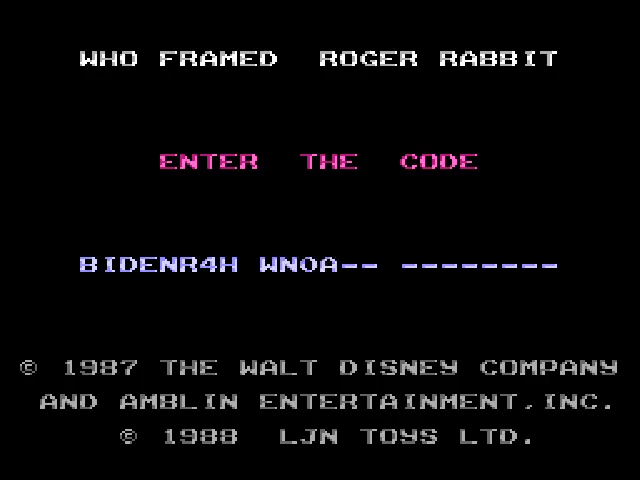 WHO FRAMED ROGER RABBIT
ENTER THE CODE
BIDENR4H WNOA-- --------
© 1987 THE WALT DISNEY COMPANY
AND AMBLIN ENTERTAINMENT,INC.
© 1988 LJN TOYS LTD.